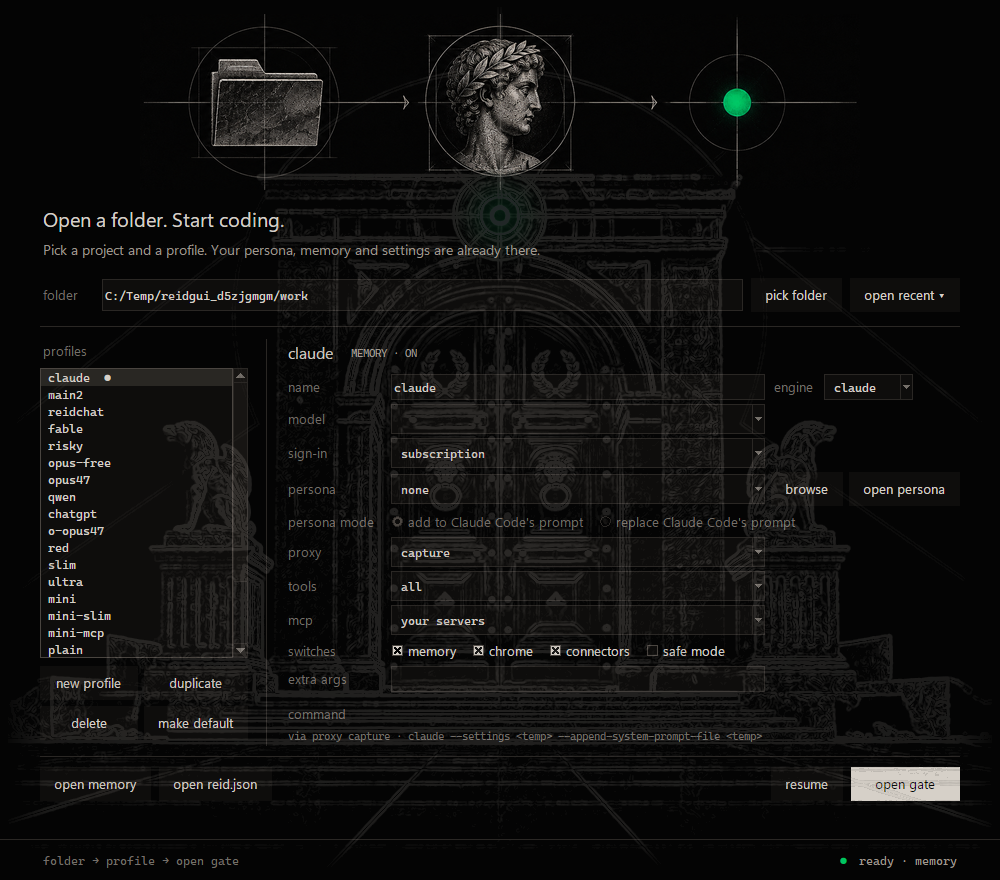 Open a folder. Start coding.
Pick a project and a profile. Your persona, memory and settings are already there.
folder C:/Temp/reidgui_d5zjgmgm/work pick folder open recent ▾
profiles
claude ●
main2
reidchat
fable
risky
opus-free
opus47
qwen
chatgpt
o-opus47
red
slim
ultra
mini
mini-slim
mini-mcp
plain
new profile duplicate
delete make default
claude MEMORY · ON
name claude engine claude
model
sign-in subscription
persona none browse open persona
persona mode add to Claude Code's prompt replace Claude Code's prompt
proxy capture
tools all
mcp your servers
switches memory chrome connectors safe mode
extra args
command
via proxy capture · claude --settings <temp> --append-system-prompt-file <temp>
open memory open reid.json resume open gate
folder → profile → open gate ready · memory